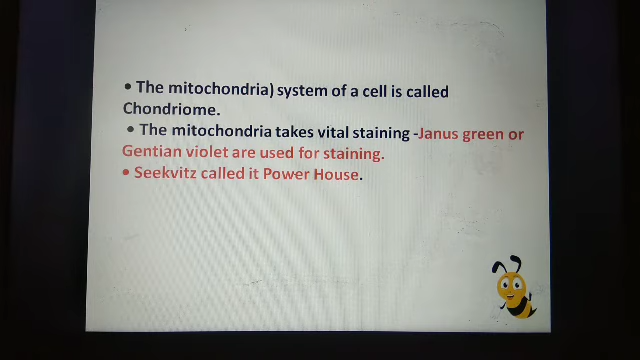 • The mitochondria) system of a cell is called
Chondriome.
• The mitochondria takes vital staining -Janus green or
Gentian violet are used for staining.
• Seekvitz called it Power House.